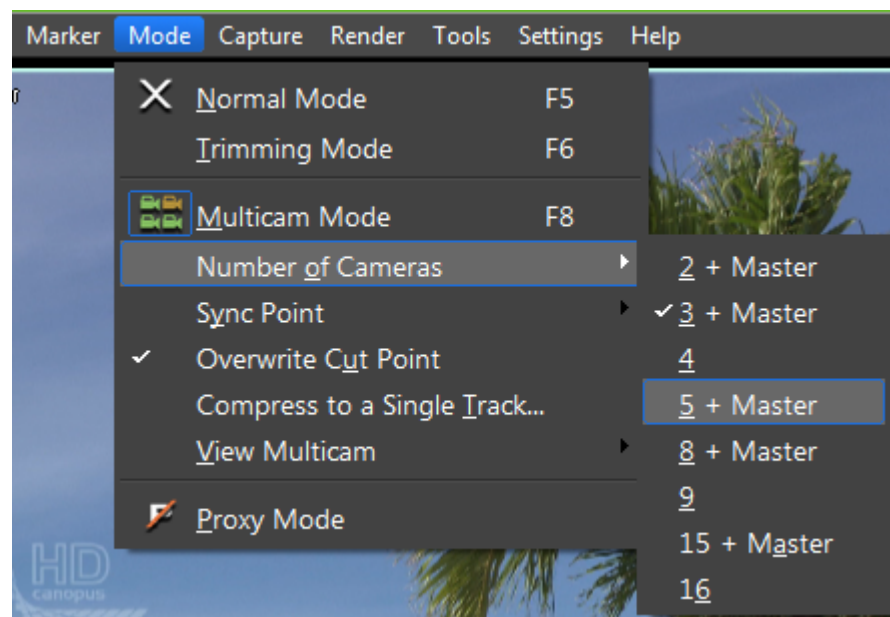 Marker Mode Capture Render Tools Settings Help
Normal Mode F5
Trimming Mode F6
Multicam Mode F8
Number of Cameras
Sync Point
Overwrite Cut Point
Compress to a Single Track...
View Multicam
Proxy Mode
2 + Master
3 + Master
4
5 + Master
8 + Master
9
15 + Master
16
HD
canopus